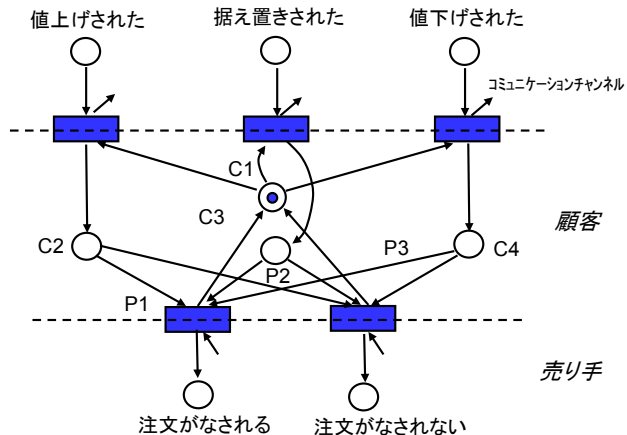 値上げされた
据え置きされた
値下げされた
コミュニケーションチャンネル
C1
C3
顧客
C2
P2
P3
C4
P1
売り手
注文がなされる
注文がなされない